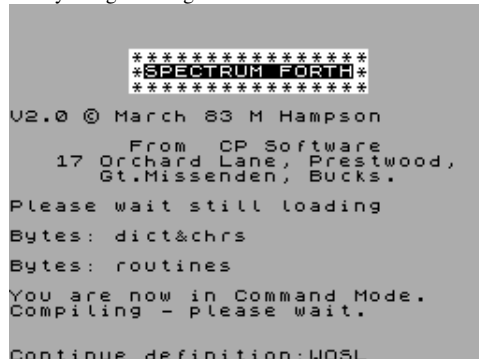 ****************
*SPECTRUM FORTH*
****************
V2.0 © March 83 M Hampson
From CP Software
17 Orchard Lane, Prestwood,
Gt.Missenden, Bucks.
Please wait still loading
Bytes: dict&chrs
Bytes: routines
You are now in Command Mode.
Compiling - please wait.
Continue definition:WOSL